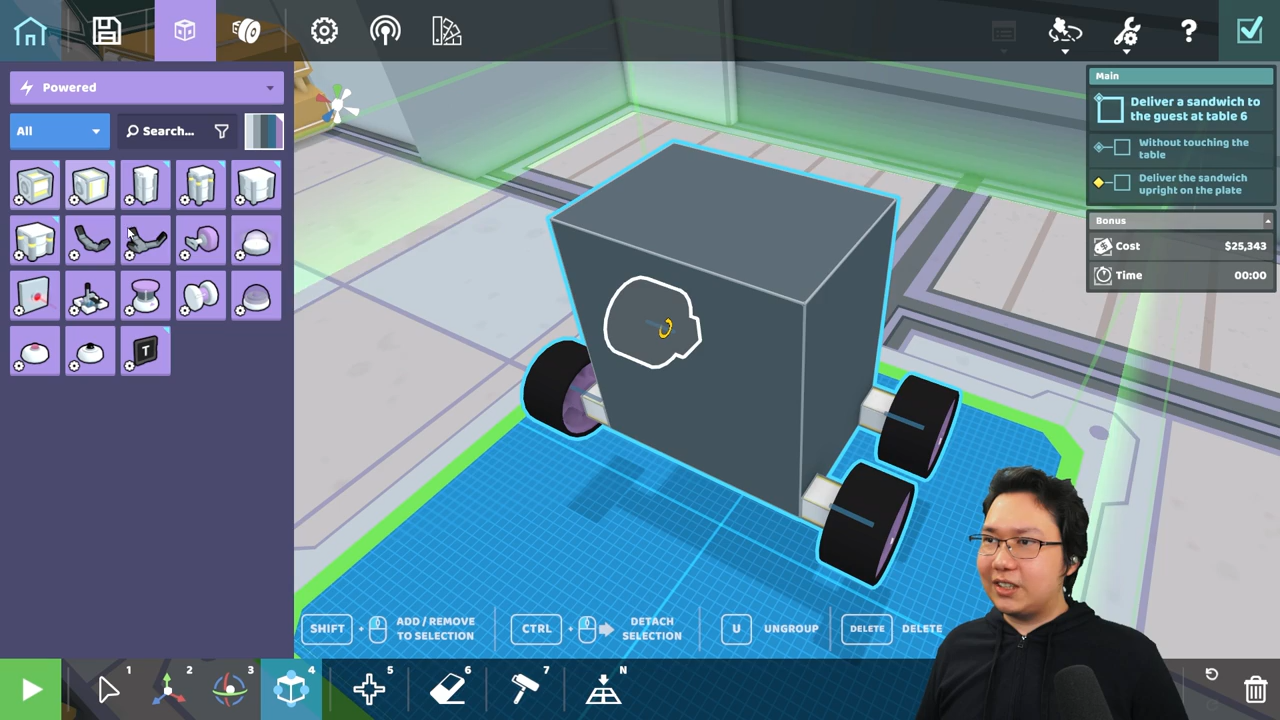 Powered
All
Search...
T
Main
Deliver a sandwich to
the guest at table 6
Without touching the
table
Deliver the sandwich
upright on the plate
Bonus
Cost
$25,343
Time
00:00
?
SHIFT
+
ADD / REMOVE
TO SELECTION
CTRL
+
DETACH
SELECTION
U
UNGROUP
DELETE
DELETE
1
2
3
4
5
6
7
N